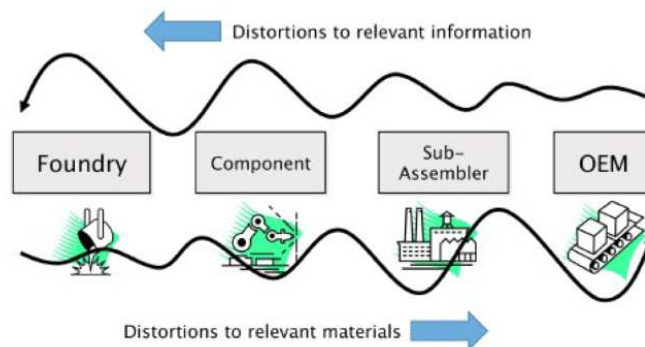 Distortions to relevant information
Foundry
Component
Sub-
Assembler
OEM
Distortions to relevant materials